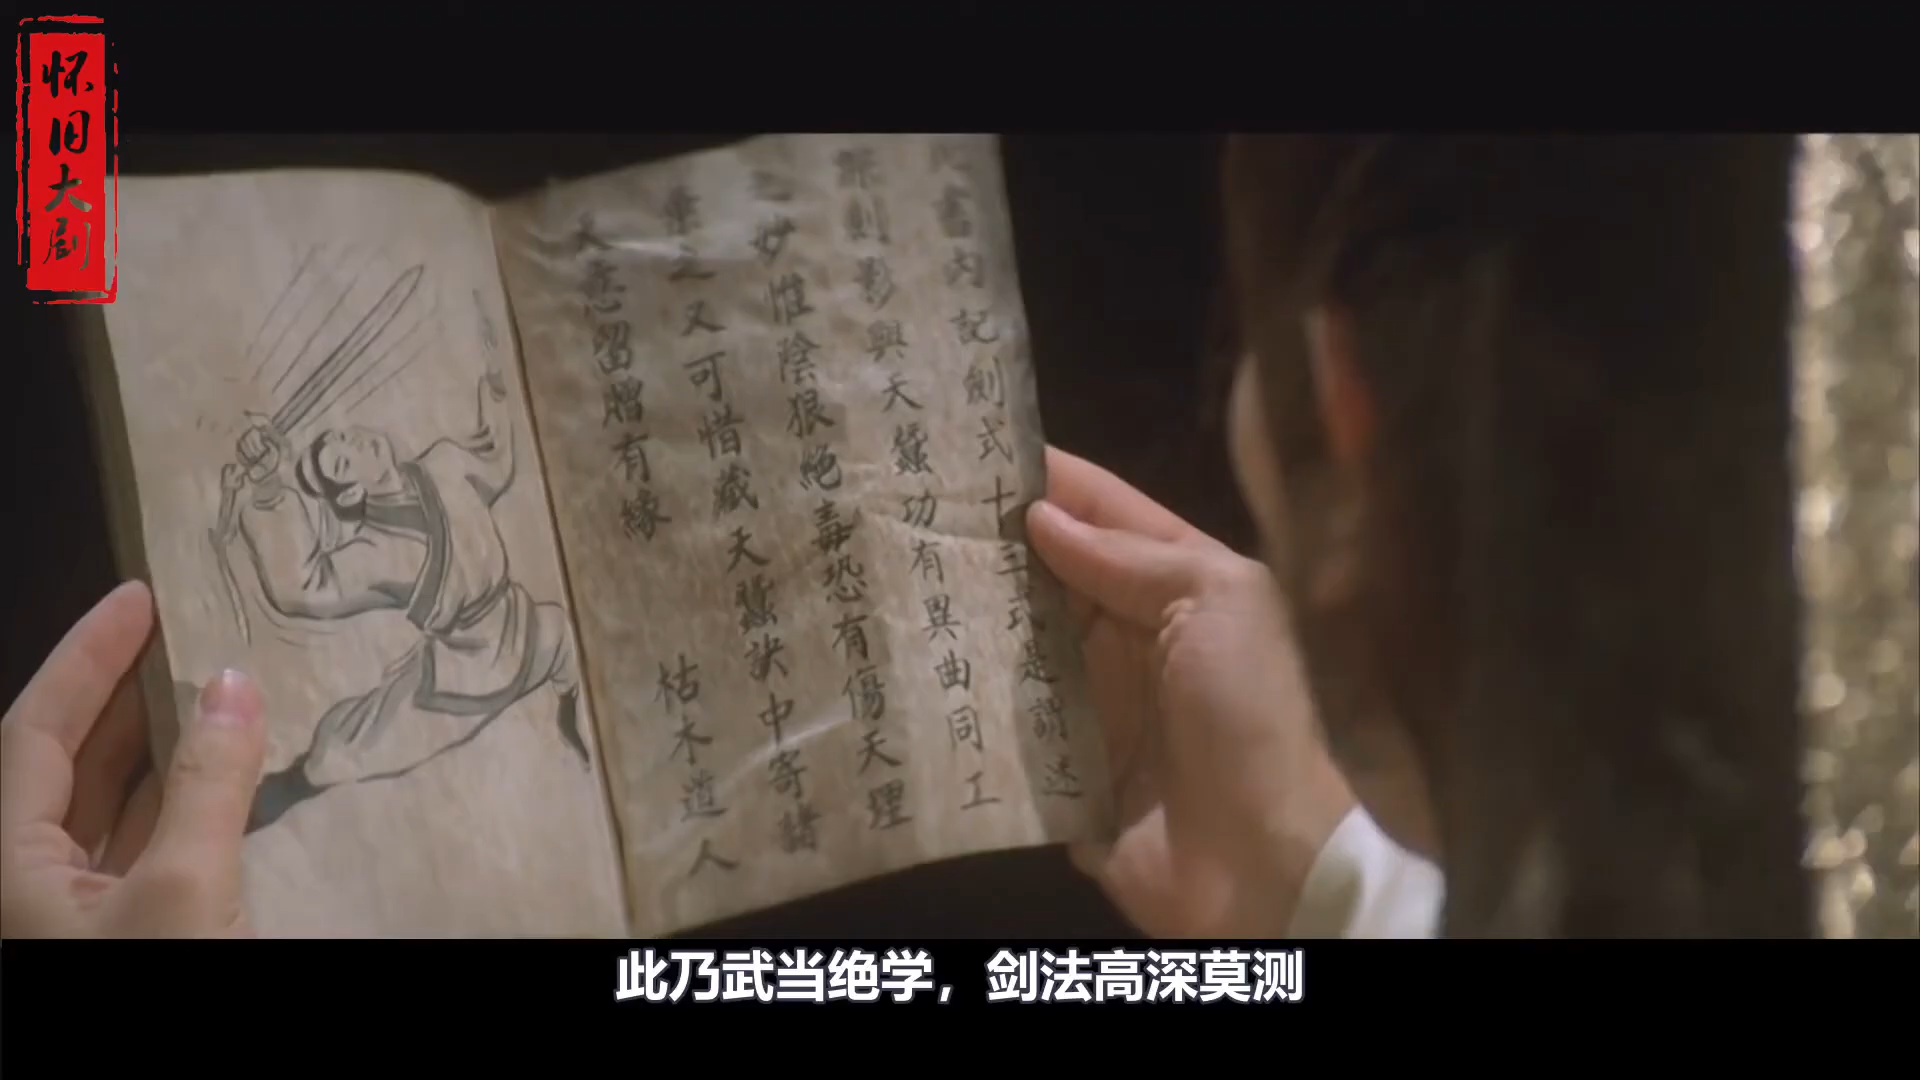 怀旧大剧
書內記劍式十三式是謂迷
踪劍影與天蠶功有異曲同工
之妙惟陰狠絕毒恐有傷天理
棄之又可惜藏天蠶訣中寄諸
天意留贈有緣
枯木道人
此乃武当绝学，剑法高深莫测